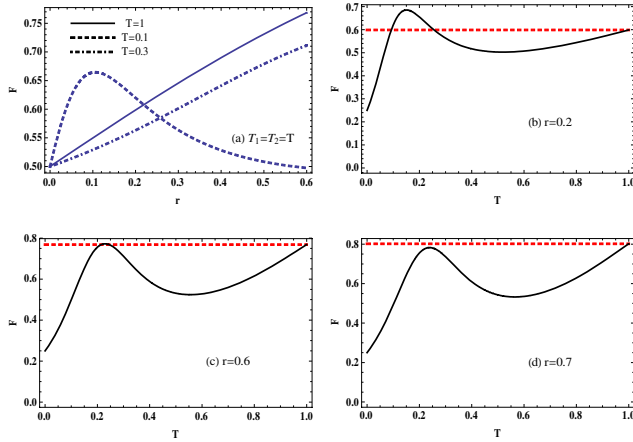 T=1
T=0.1
T=0.3
0.75
0.70
0.65
0.60
0.55
0.50
F
(a) T₁=T₂=T
0.0 0.1 0.2 0.3 0.4 0.5 0.6
r
0.7
0.6
0.5
0.4
0.3
0.2
0.1
0.0
F
(b) r=0.2
0.0 0.2 0.4 0.6 0.8 1.0
T
0.8
0.6
0.4
0.2
0.0
F
(c) r=0.6
0.0 0.2 0.4 0.6 0.8 1.0
T
0.8
0.6
0.4
0.2
0.0
F
(d) r=0.7
0.0 0.2 0.4 0.6 0.8 1.0
T